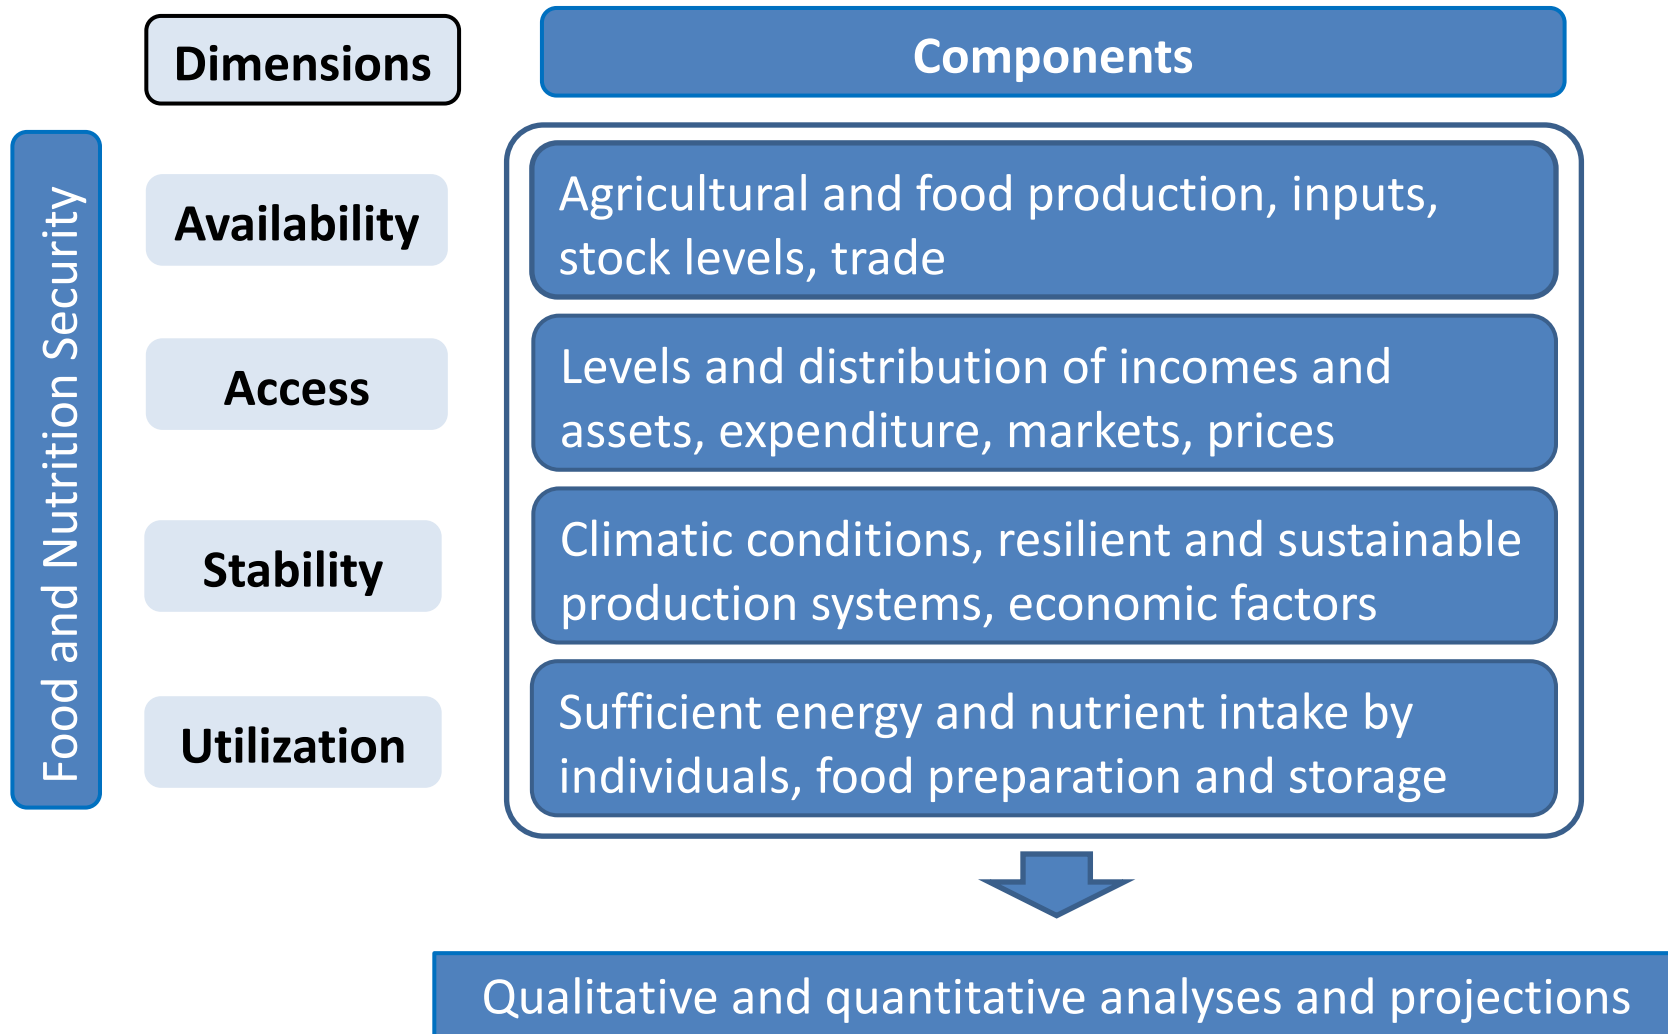 Dimensions
Components
Food and Nutrition Security
Availability
Agricultural and food production, inputs,
stock levels, trade
Access
Levels and distribution of incomes and
assets, expenditure, markets, prices
Stability
Climatic conditions, resilient and sustainable
production systems, economic factors
Utilization
Sufficient energy and nutrient intake by
individuals, food preparation and storage
Qualitative and quantitative analyses and projections